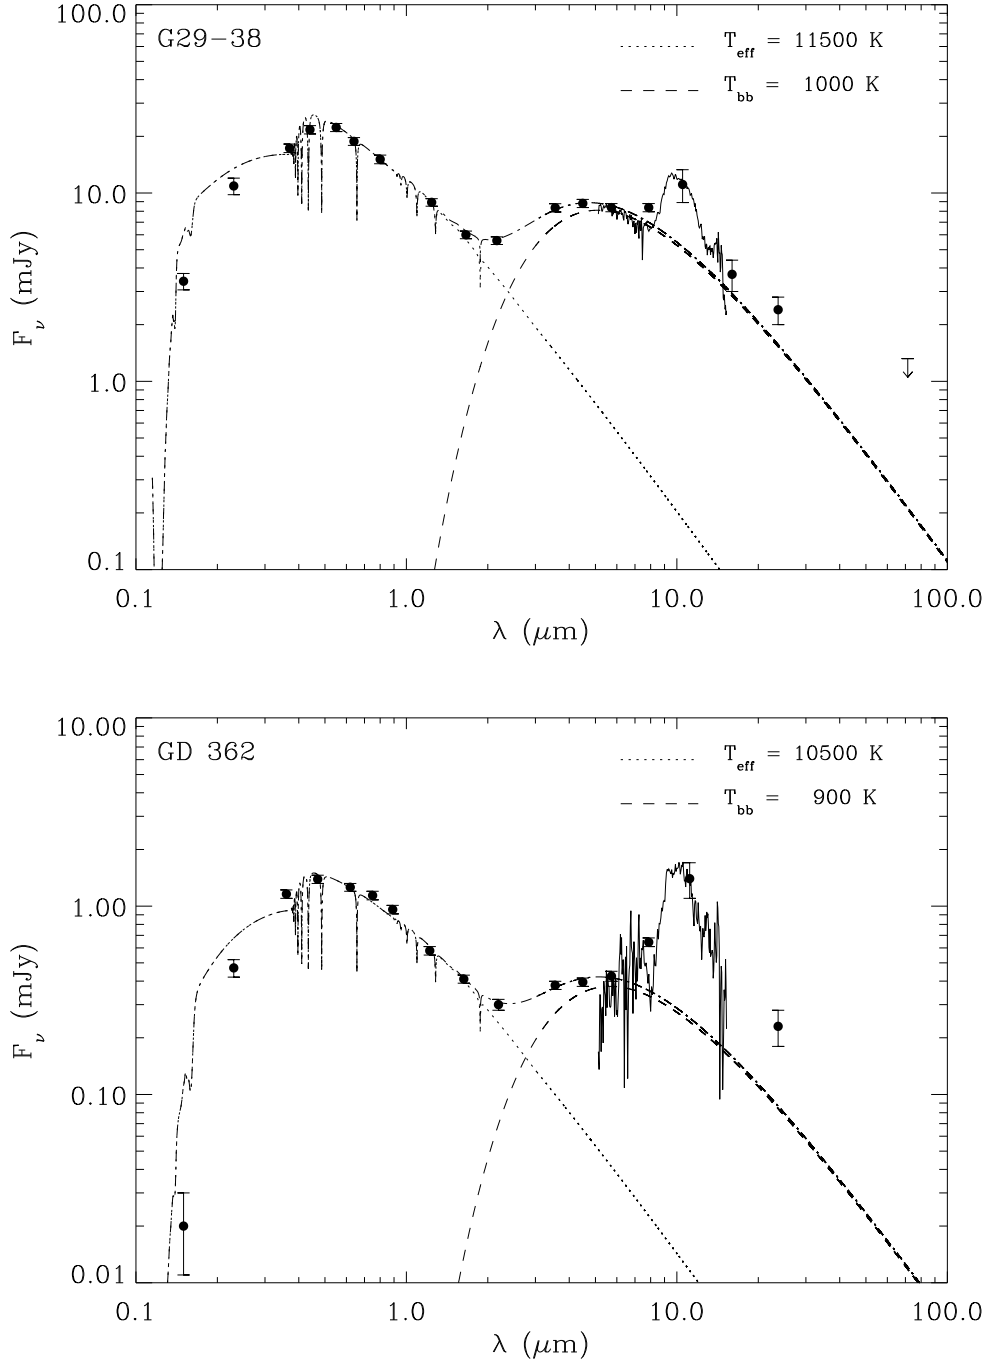 G29−38
T_eff = 11500 K
T_bb = 1000 K
100.0
10.0
1.0
0.1
F_ν (mJy)
0.1 1.0 10.0 100.0
λ (μm)
GD 362
T_eff = 10500 K
T_bb = 900 K
10.00
1.00
0.10
0.01
F_ν (mJy)
0.1 1.0 10.0 100.0
λ (μm)